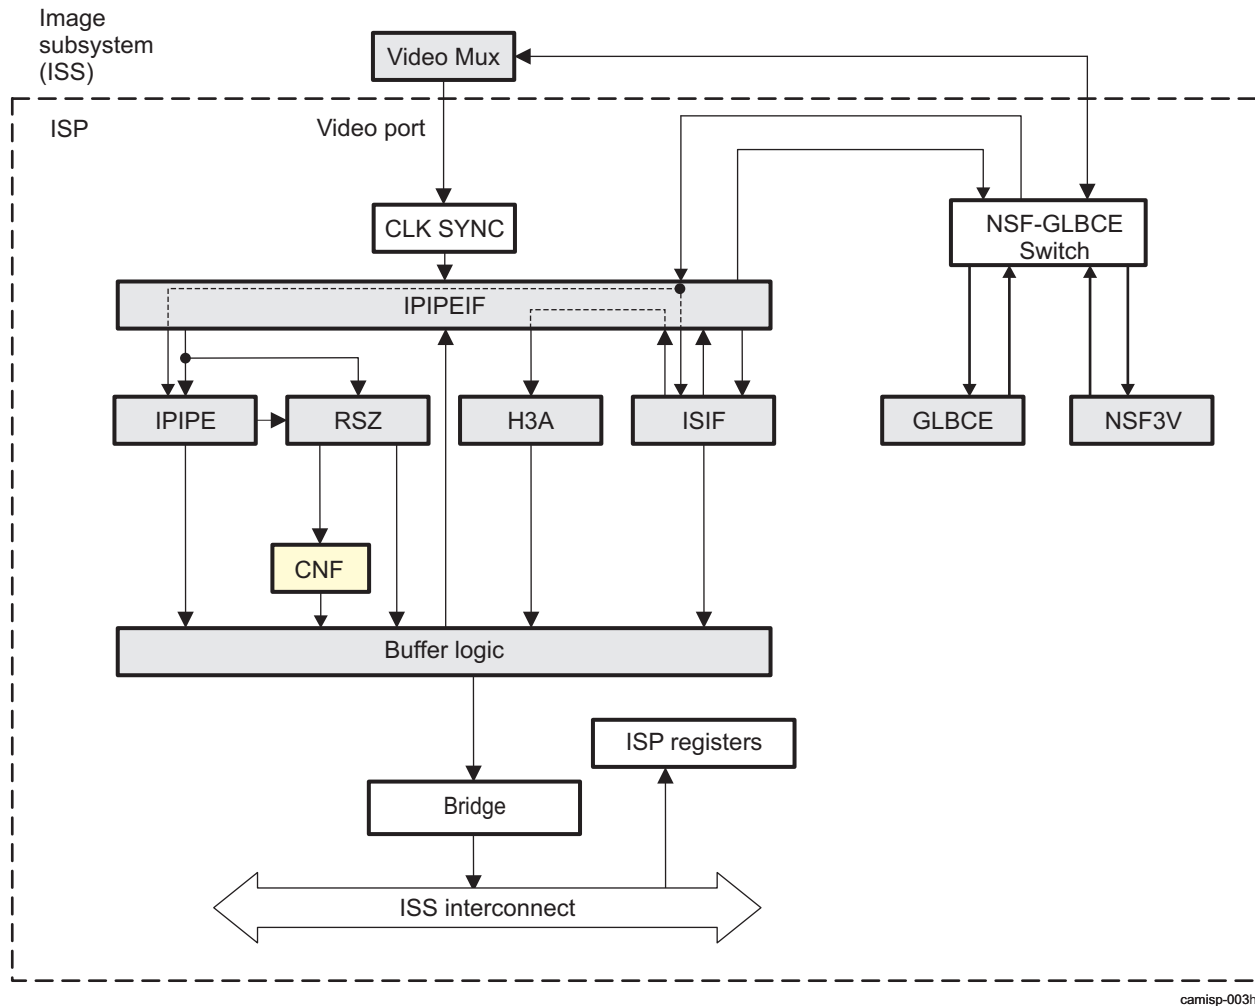 Image
subsystem
(ISS)
Video Mux
ISP
Video port
CLK SYNC
NSF-GLBCE
Switch
IPIPEIF
IPIPE
RSZ
H3A
ISIF
GLBCE
NSF3V
CNF
Buffer logic
ISP registers
Bridge
ISS interconnect
camisp-003h